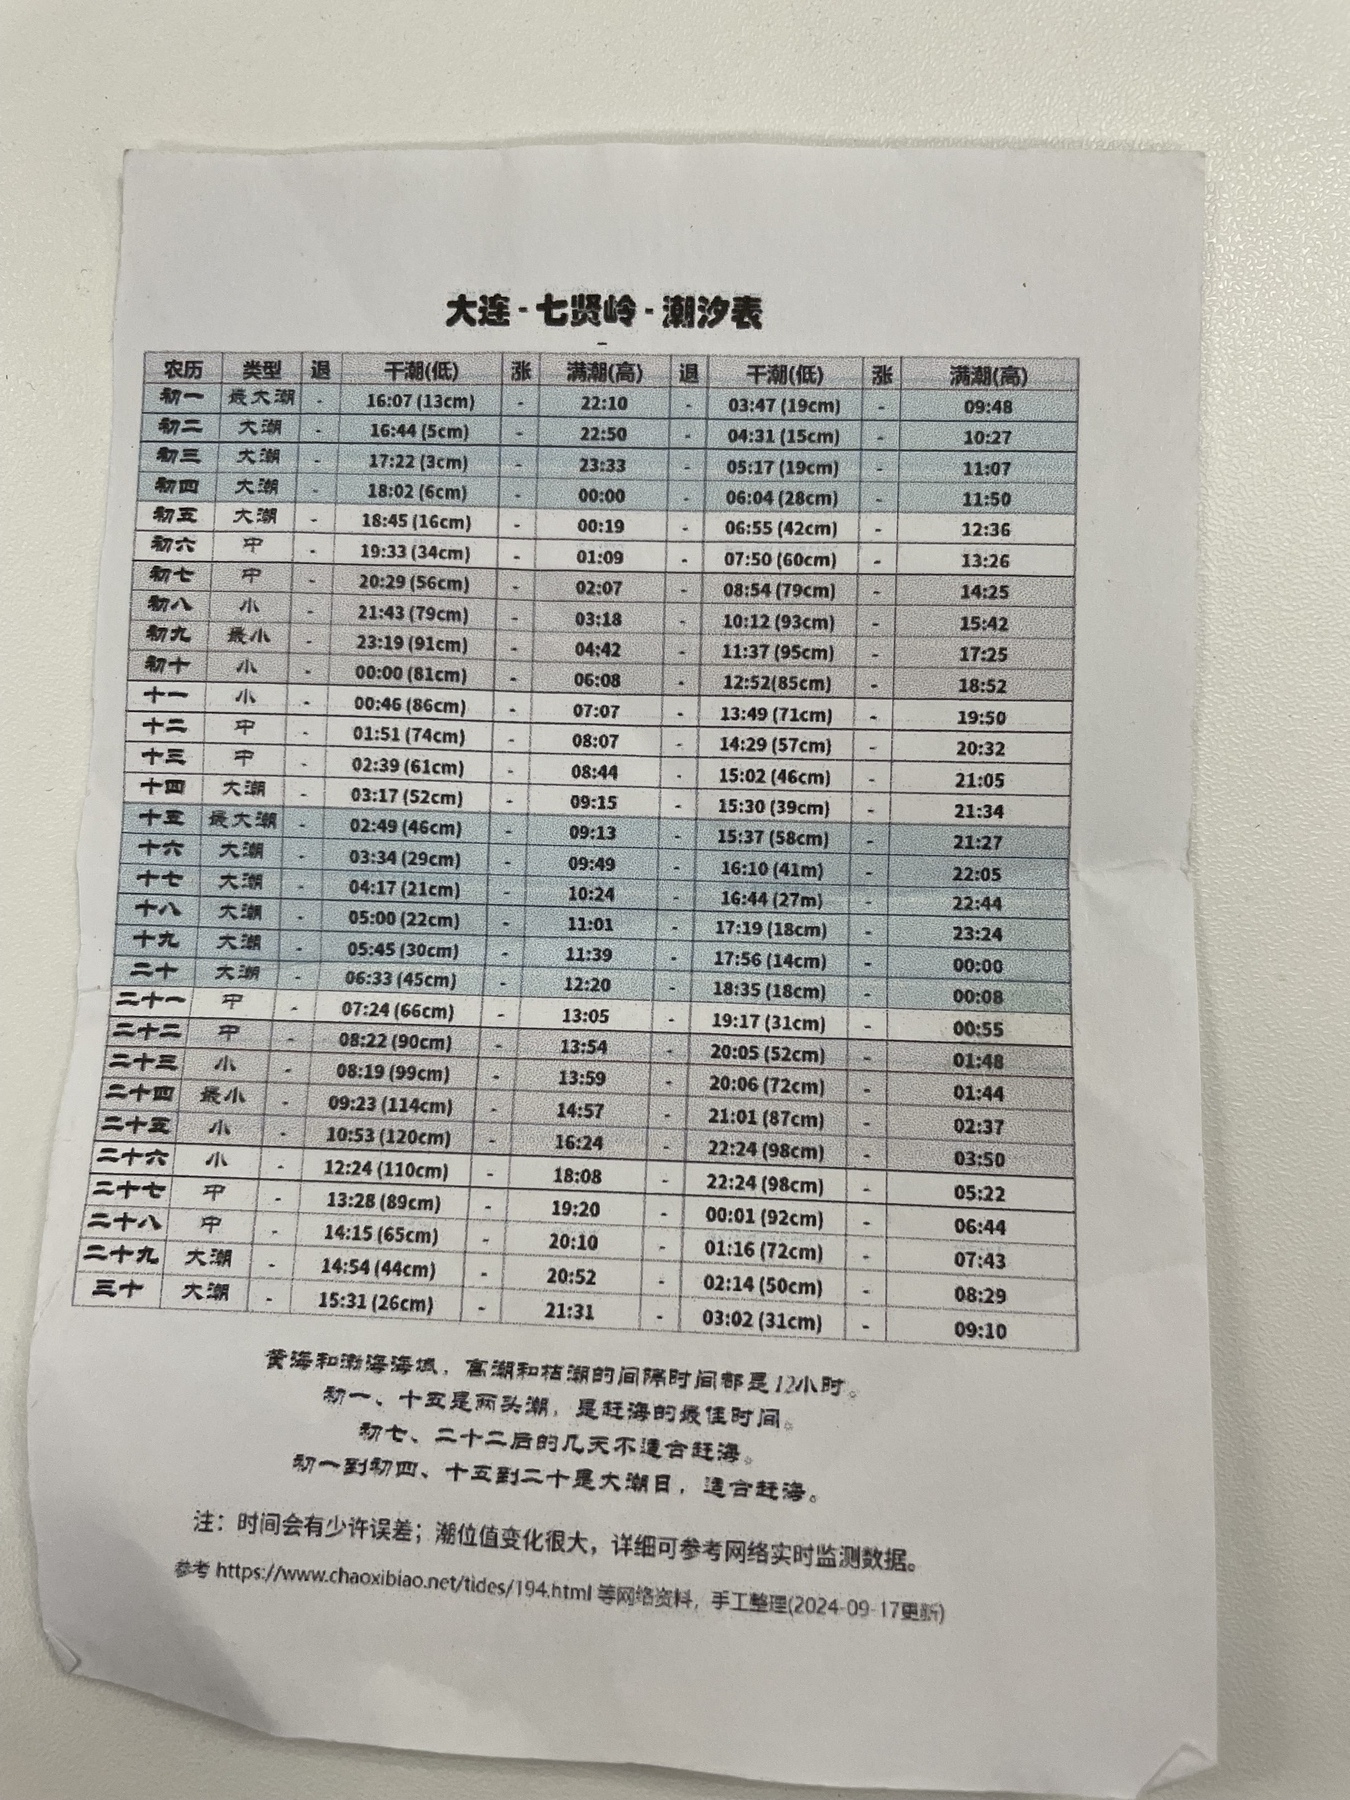 大连-七贤岭-潮汐表
农历 类型 退 干潮(低) 涨 满潮(高) 退 干潮(低) 涨 满潮(高)
初一 最大潮 - 16:07 (13cm) - 22:10 - 03:47 (19cm) - 09:48
初二 大潮 - 16:44 (5cm) - 22:50 - 04:31 (15cm) - 10:27
初三 大潮 - 17:22 (3cm) - 23:33 - 05:17 (19cm) - 11:07
初四 大潮 - 18:02 (6cm) - 00:00 - 06:04 (28cm) - 11:50
初五 大潮 - 18:45 (16cm) - 00:19 - 06:55 (42cm) - 12:36
初六 中 - 19:33 (34cm) - 01:09 - 07:50 (60cm) - 13:26
初七 中 - 20:29 (56cm) - 02:07 - 08:54 (79cm) - 14:25
初八 小 - 21:43 (79cm) - 03:18 - 10:12 (93cm) - 15:42
初九 最小 - 23:19 (91cm) - 04:42 - 11:37 (95cm) - 17:25
初十 小 - 00:00 (81cm) - 06:08 - 12:52(85cm) - 18:52
十一 小 - 00:46 (86cm) - 07:07 - 13:49 (71cm) - 19:50
十二 中 - 01:51 (74cm) - 08:07 - 14:29 (57cm) - 20:32
十三 中 - 02:39 (61cm) - 08:44 - 15:02 (46cm) - 21:05
十四 大潮 - 03:17 (52cm) - 09:15 - 15:30 (39cm) - 21:34
十五 最大潮 - 02:49 (46cm) - 09:13 - 15:37 (58cm) - 21:27
十六 大潮 - 03:34 (29cm) - 09:49 - 16:10 (41m) - 22:05
十七 大潮 - 04:17 (21cm) - 10:24 - 16:44 (27m) - 22:44
十八 大潮 - 05:00 (22cm) - 11:01 - 17:19 (18cm) - 23:24
十九 大潮 - 05:45 (30cm) - 11:39 - 17:56 (14cm) - 00:00
二十 大潮 - 06:33 (45cm) - 12:20 - 18:35 (18cm) - 00:08
二十一 中 - 07:24 (66cm) - 13:05 - 19:17 (31cm) - 00:55
二十二 中 - 08:22 (90cm) - 13:54 - 20:05 (52cm) - 01:48
二十三 小 - 08:19 (99cm) - 13:59 - 20:06 (72cm) - 01:44
二十四 最小 - 09:23 (114cm) - 14:57 - 21:01 (87cm) - 02:37
二十五 小 - 10:53 (120cm) - 16:24 - 22:24 (98cm) - 03:50
二十六 小 - 12:24 (110cm) - 18:08 - 22:24 (98cm) - 05:22
二十七 中 - 13:28 (89cm) - 19:20 - 00:01 (92cm) - 06:44
二十八 中 - 14:15 (65cm) - 20:10 - 01:16 (72cm) - 07:43
二十九 大潮 - 14:54 (44cm) - 20:52 - 02:14 (50cm) - 08:29
三十 大潮 - 15:31 (26cm) - 21:31 - 03:02 (31cm) - 09:10
黄海和渤海海域，高潮和枯潮的间隔时间都是12小时。
初一、十五是两头潮，是赶海的最佳时间。
初七、二十二后的几天不适合赶海。
初一到初四、十五到二十是大潮日，适合赶海。
注：时间会有少许误差；潮位值变化很大，详细可参考网络实时监测数据。
参考 https://www.chaoxibiao.net/tides/194.html 等网络资料，手工整理(2024-09-17更新)